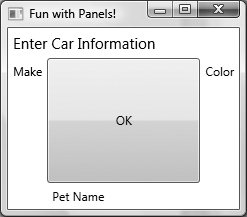 Fun with Panels!
Enter Car Information
Make
OK
Color
Pet Name